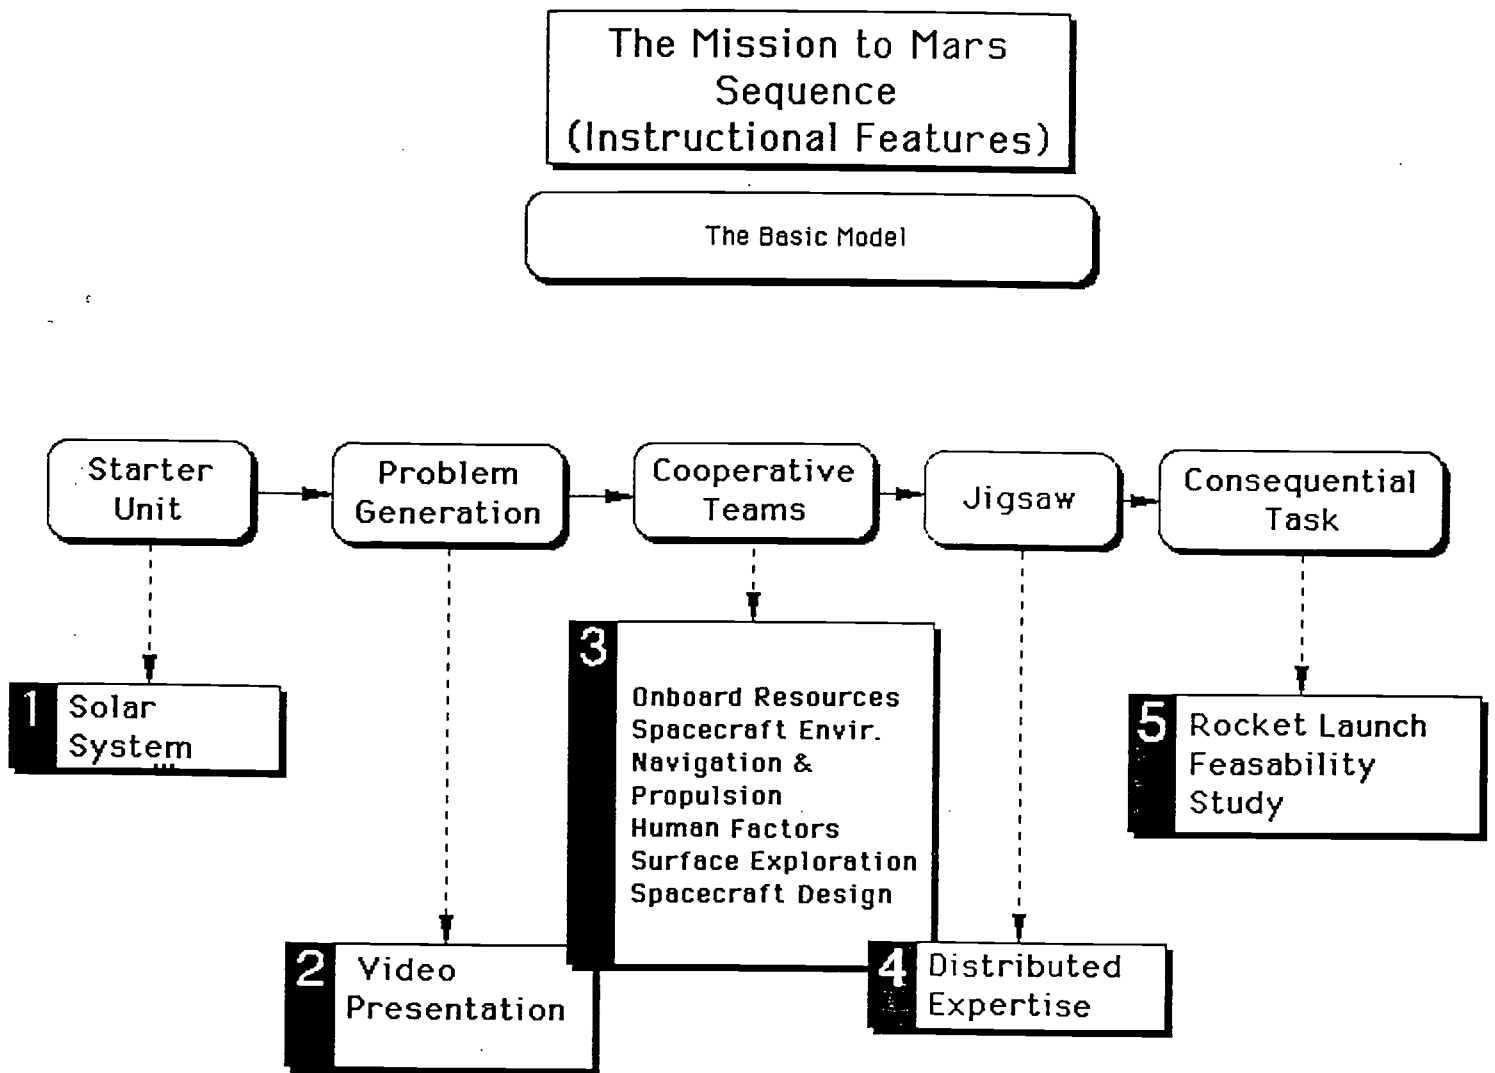 The Mission to Mars
Sequence
(Instructional Features)
The Basic Model
Starter
Unit
Problem
Generation
Cooperative
Teams
Jigsaw
Consequential
Task
1
Solar
System
2
Video
Presentation
3
Onboard Resources
Spacecraft Envir.
Navigation &
Propulsion
Human Factors
Surface Exploration
Spacecraft Design
4
Distributed
Expertise
5
Rocket Launch
Feasability
Study